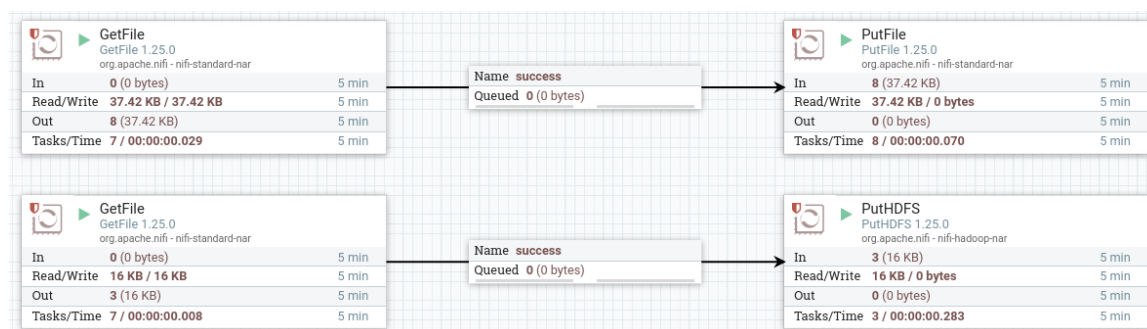 GetFile
GetFile 1.25.0
org.apache.nifi - nifi-standard-nar
In 0 (0 bytes) 5 min
Read/Write 37.42 KB / 37.42 KB 5 min
Out 8 (37.42 KB) 5 min
Tasks/Time 7 / 00:00:00.029 5 min
Name success
Queued 0 (0 bytes)
PutFile
PutFile 1.25.0
org.apache.nifi - nifi-standard-nar
In 8 (37.42 KB) 5 min
Read/Write 37.42 KB / 0 bytes 5 min
Out 0 (0 bytes) 5 min
Tasks/Time 8 / 00:00:00.070 5 min
GetFile
GetFile 1.25.0
org.apache.nifi - nifi-standard-nar
In 0 (0 bytes) 5 min
Read/Write 16 KB / 16 KB 5 min
Out 3 (16 KB) 5 min
Tasks/Time 7 / 00:00:00.008 5 min
Name success
Queued 0 (0 bytes)
PutHDFS
PutHDFS 1.25.0
org.apache.nifi - nifi-hadoop-nar
In 3 (16 KB) 5 min
Read/Write 16 KB / 0 bytes 5 min
Out 0 (0 bytes) 5 min
Tasks/Time 3 / 00:00:00.283 5 min